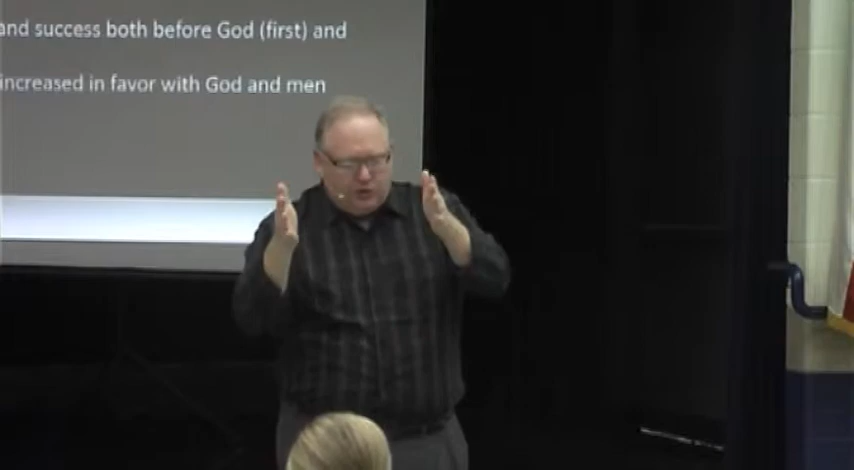 and success both before God (first) and
increased in favor with God and men